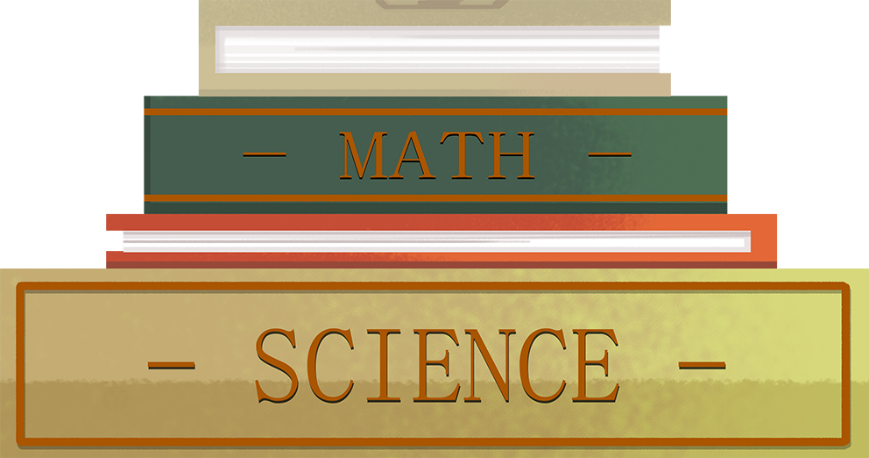 – MATH –
– SCIENCE –